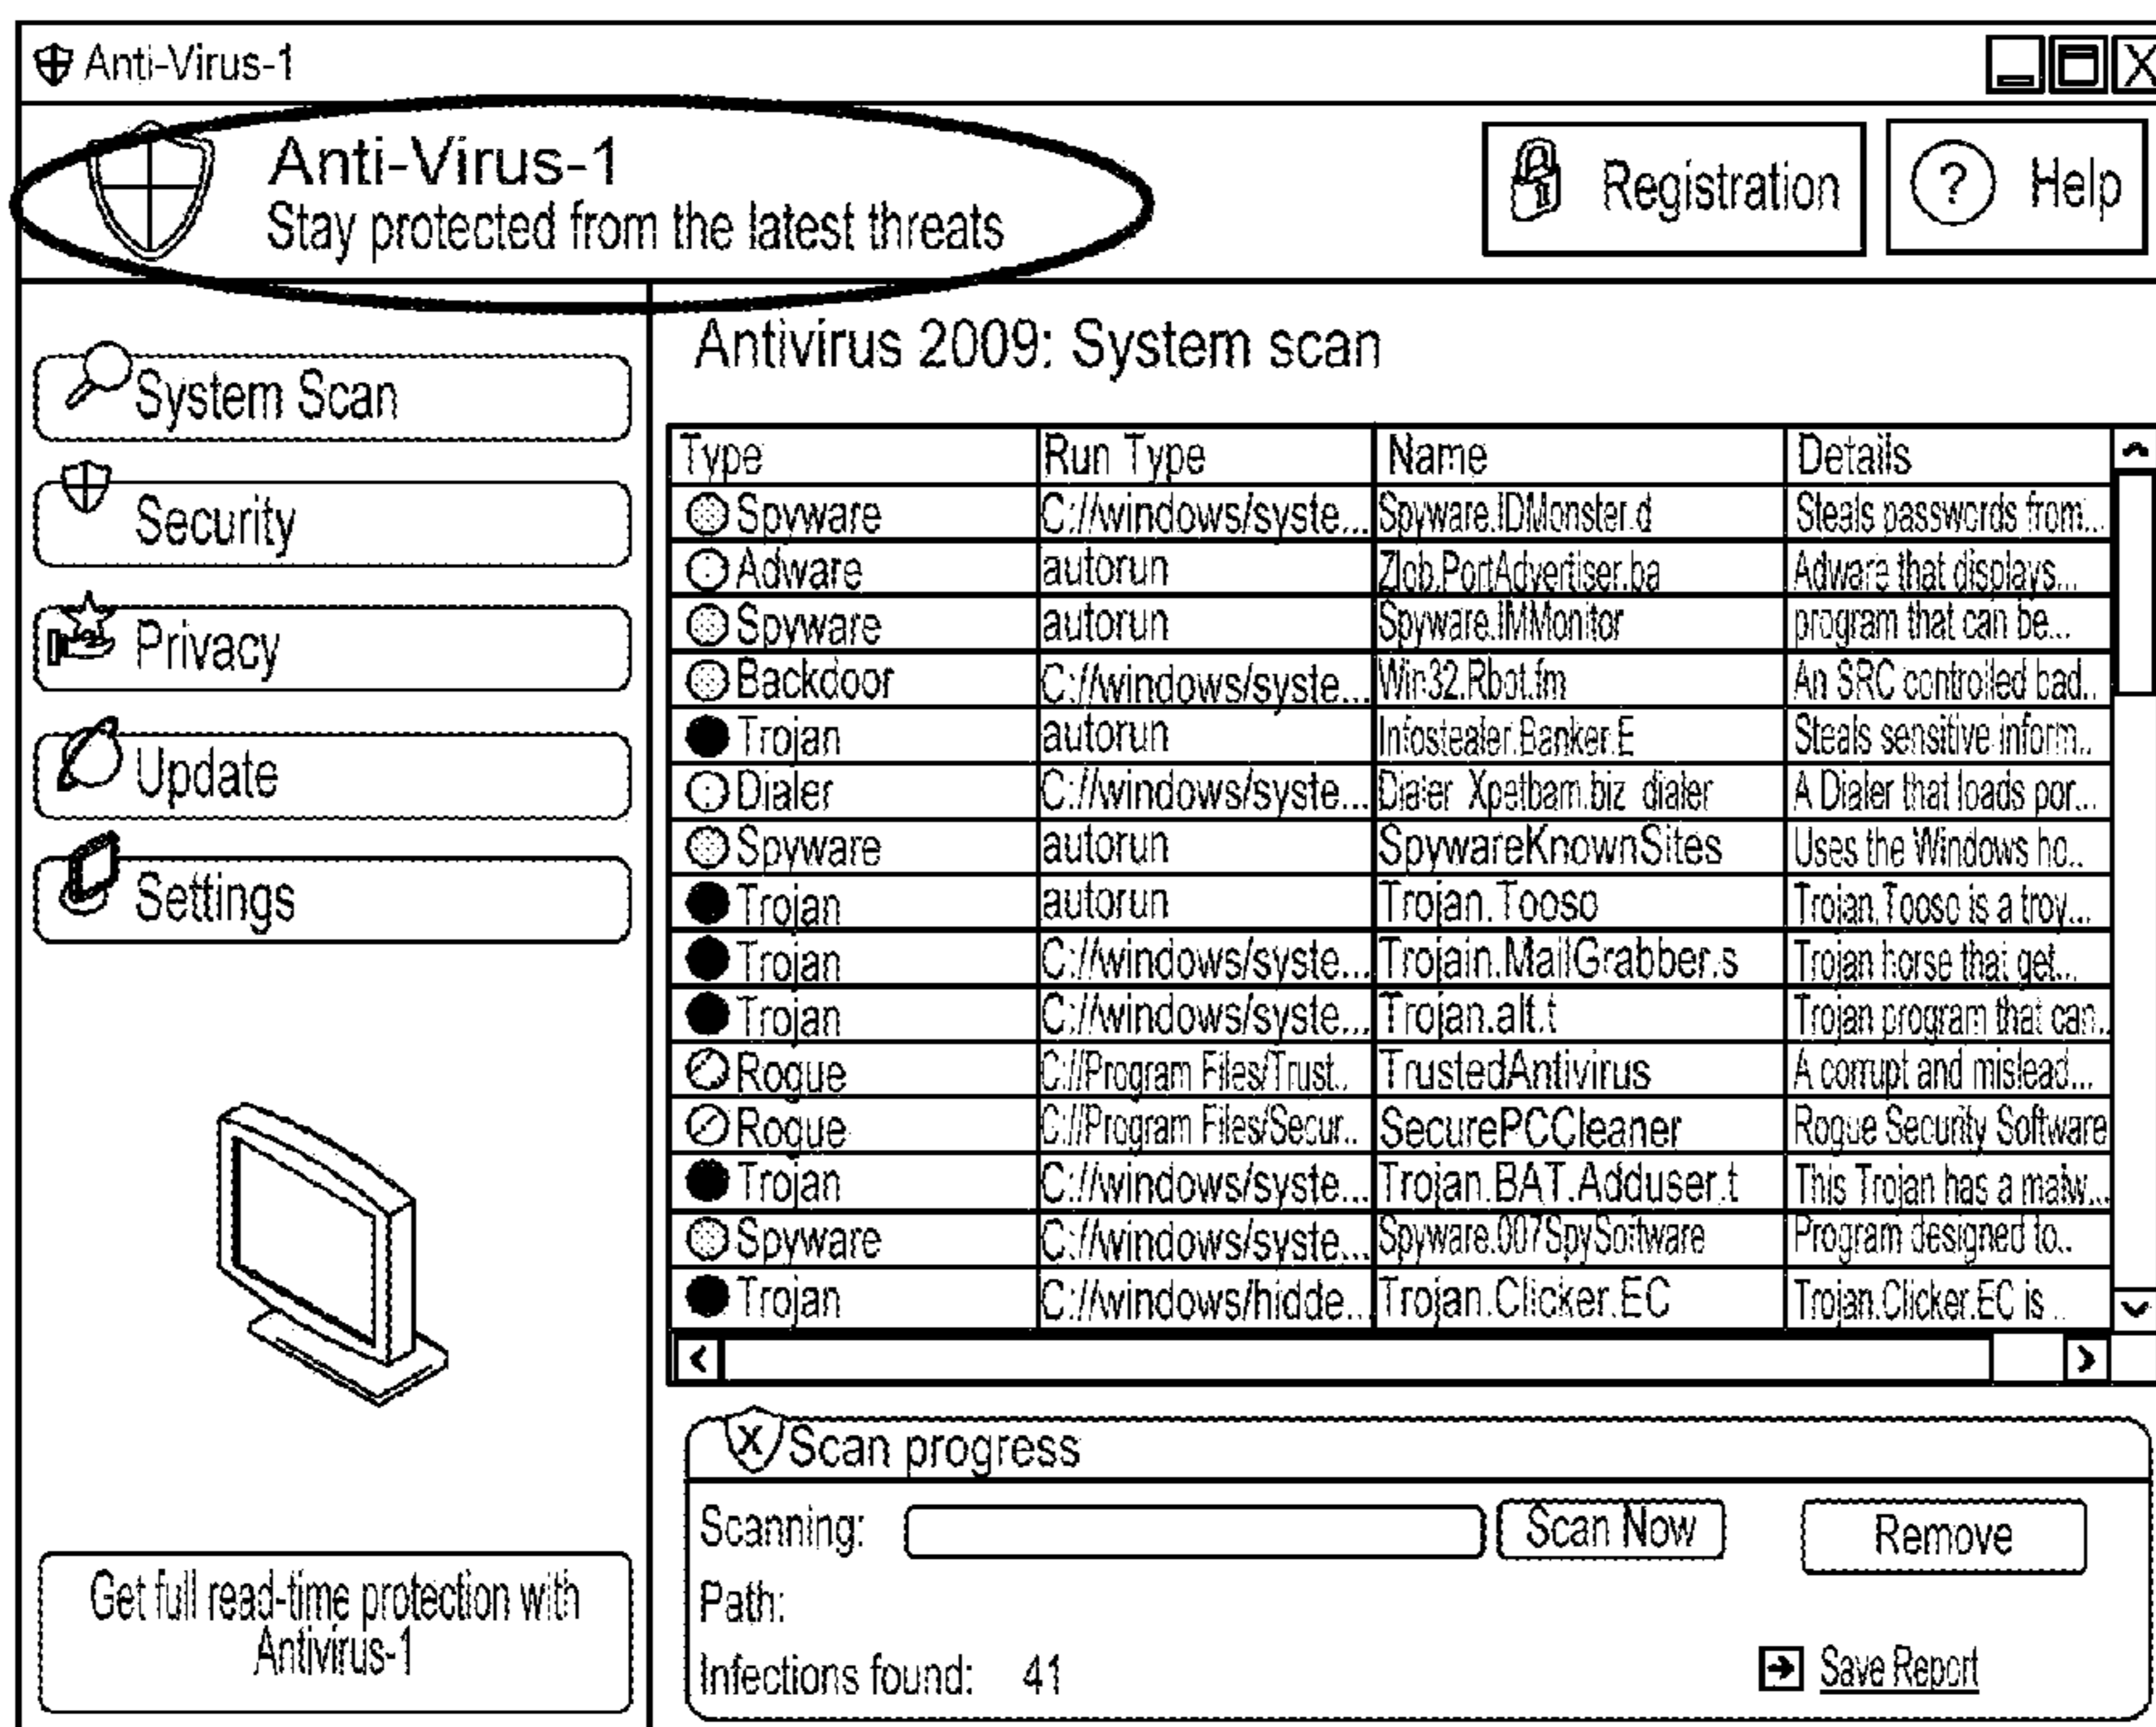 Anti-Virus-1
Anti-Virus-1
Stay protected from the latest threats
Registration
Help
System Scan
Security
Privacy
Update
Settings
Get full read-time protection with
Antivirus-1
Antivirus 2009: System scan
Type Run Type Name Details
Spyware C://windows/syste... Spyware.IDMonster.d Steals passwords from...
Adware autorun Zlob.PortAdvertiser.ba Adware that displays...
Spyware autorun Spyware.IMMonitor program that can be...
Backdoor C://windows/syste... Win32.Rbot.fm An SRC controlled bad..
Trojan autorun Infostealer.Banker.E Steals sensitive inform..
Dialer C://windows/syste... Dialer Xpetbam.biz dialer A Dialer that loads por...
Spyware autorun SpywareKnownSites Uses the Windows ho..
Trojan autorun Trojan.Tooso Trojan.Tooso is a troy...
Trojan C://windows/syste... Trojain.MailGrabber.s Trojan horse that get...
Trojan C://windows/syste... Trojan.alt.t Trojan program that can..
Rogue C://Program Files/Trust.. TrustedAntivirus A corrupt and mislead...
Rogue C://Program Files/Secur.. SecurePCCleaner Rogue Security Software
Trojan C://windows/syste... Trojan.BAT.Adduser.t This Trojan has a malw...
Spyware C://windows/syste... Spyware.007SpySoftware Program designed to..
Trojan C://windows/hidde... Trojan.Clicker.EC Trojan.Clicker.EC is ..
Scan progress
Scanning: Scan Now Remove
Path:
Infections found: 41 Save Report